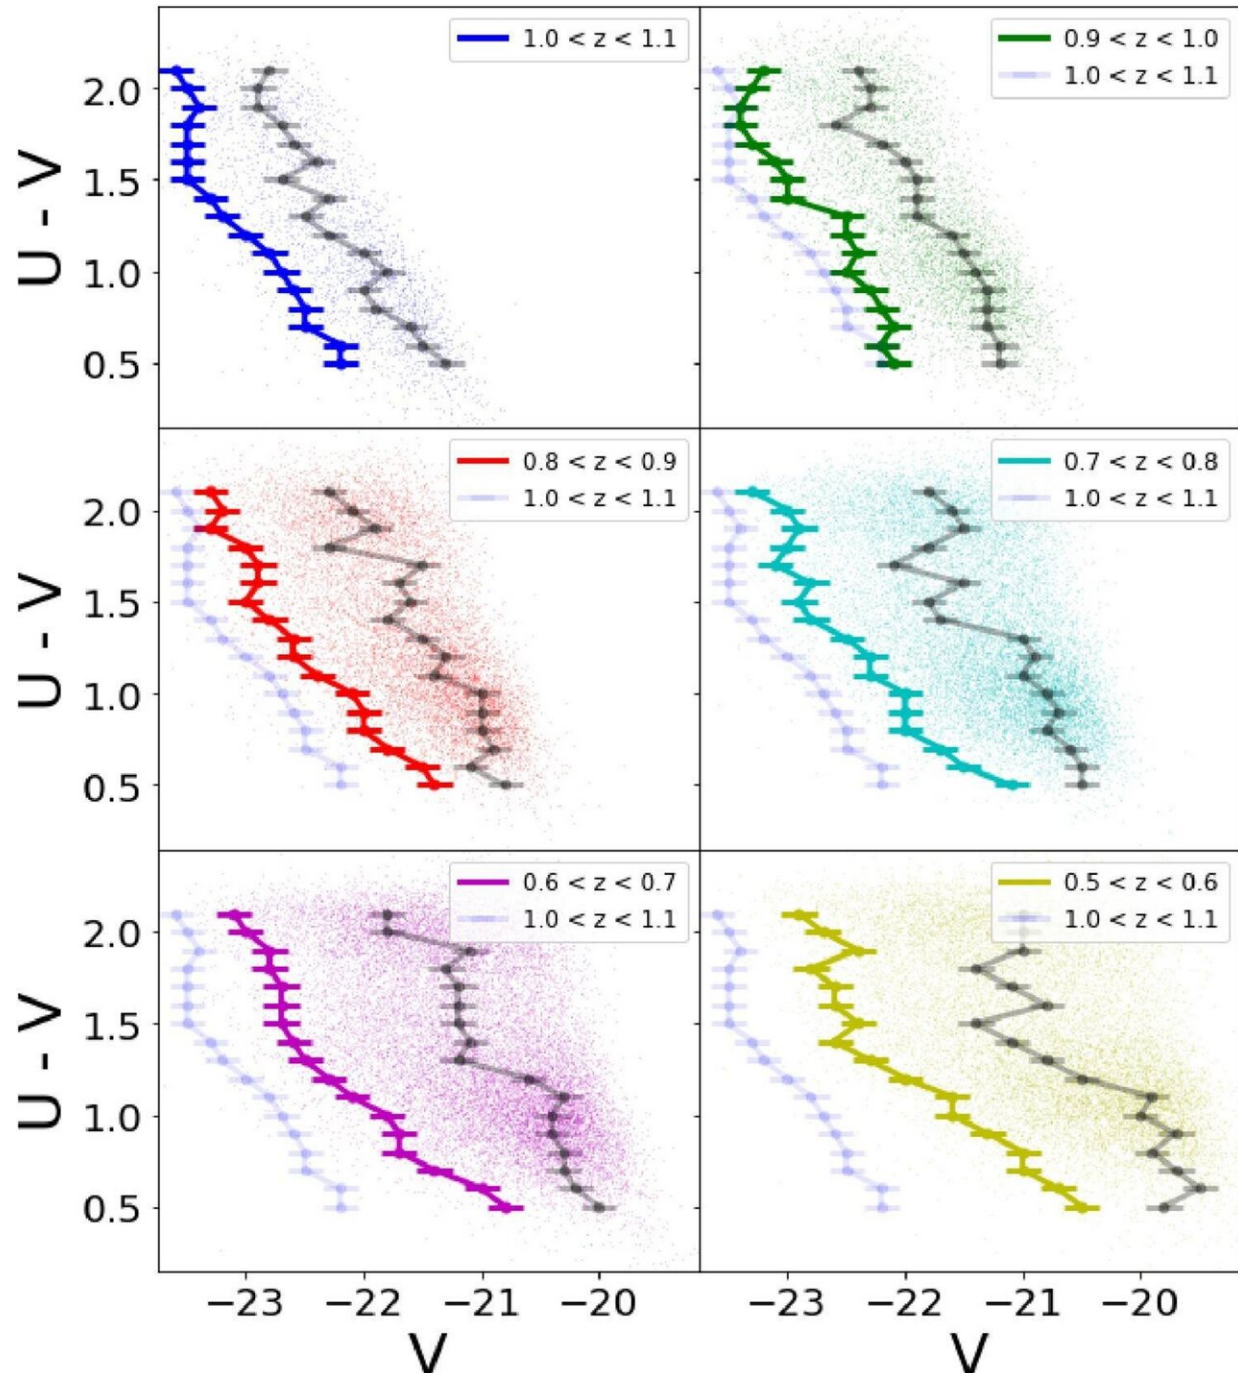 1.0 < z < 1.1
0.9 < z < 1.0
1.0 < z < 1.1
2.0
1.5
1.0
0.5
U - V
0.8 < z < 0.9
1.0 < z < 1.1
0.7 < z < 0.8
1.0 < z < 1.1
2.0
1.5
1.0
0.5
U - V
0.6 < z < 0.7
1.0 < z < 1.1
0.5 < z < 0.6
1.0 < z < 1.1
2.0
1.5
1.0
0.5
U - V
−23 −22 −21 −20
−23 −22 −21 −20
V
V